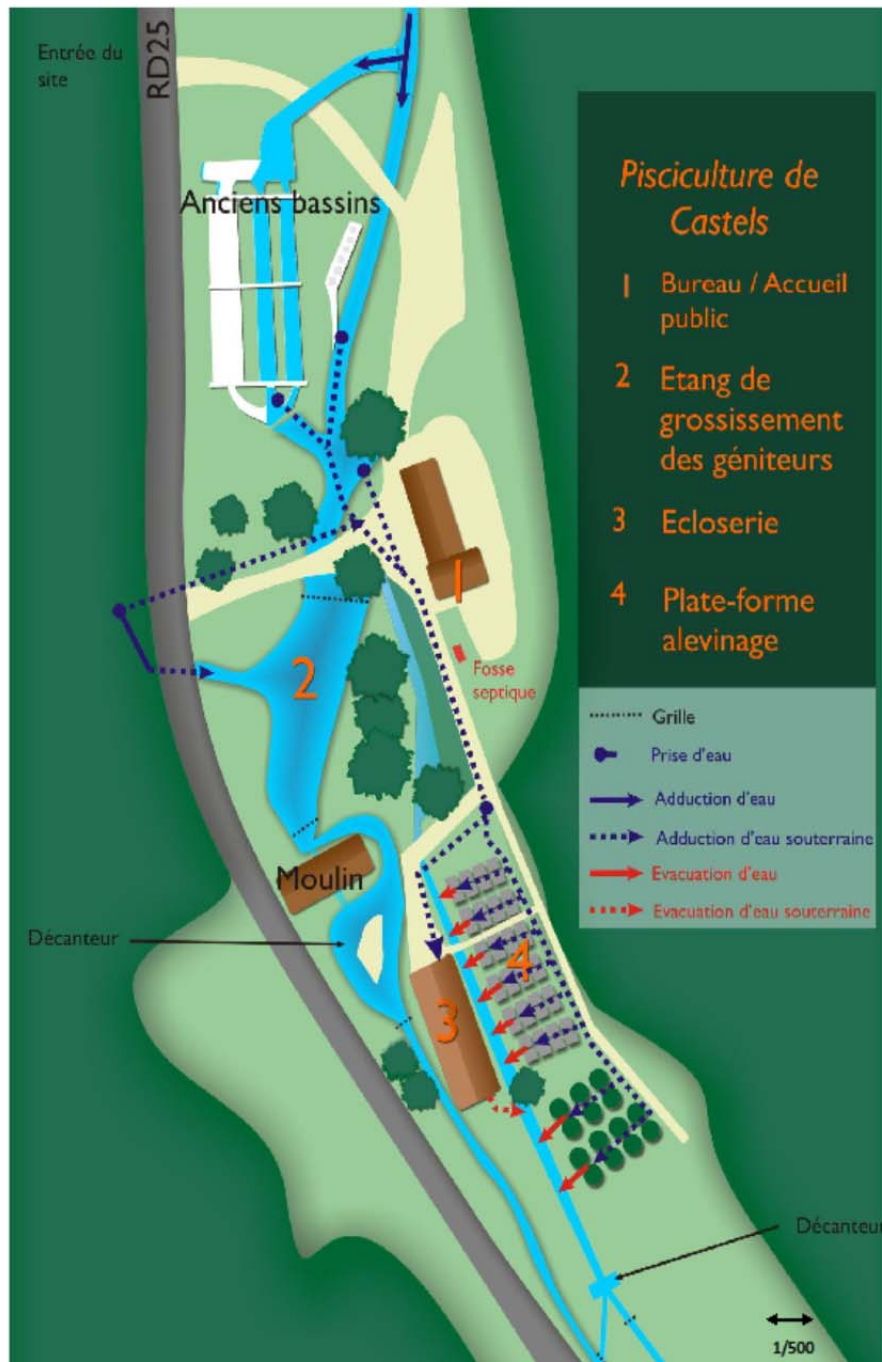 Entrée du
site
RD25
Anciens bassins
Pisciculture de
Castels
1 Bureau / Accueil
public
2 Etang de
grossissement
des géniteurs
3 Ecloserie
4 Plate-forme
alevinage
Grille
Prise d'eau
Adduction d'eau
Adduction d'eau souterraine
Evacuation d'eau
Evacuation d'eau souterraine
1
Fosse
septique
2
Moulin
Décanteur
4
3
Décanteur
1/500